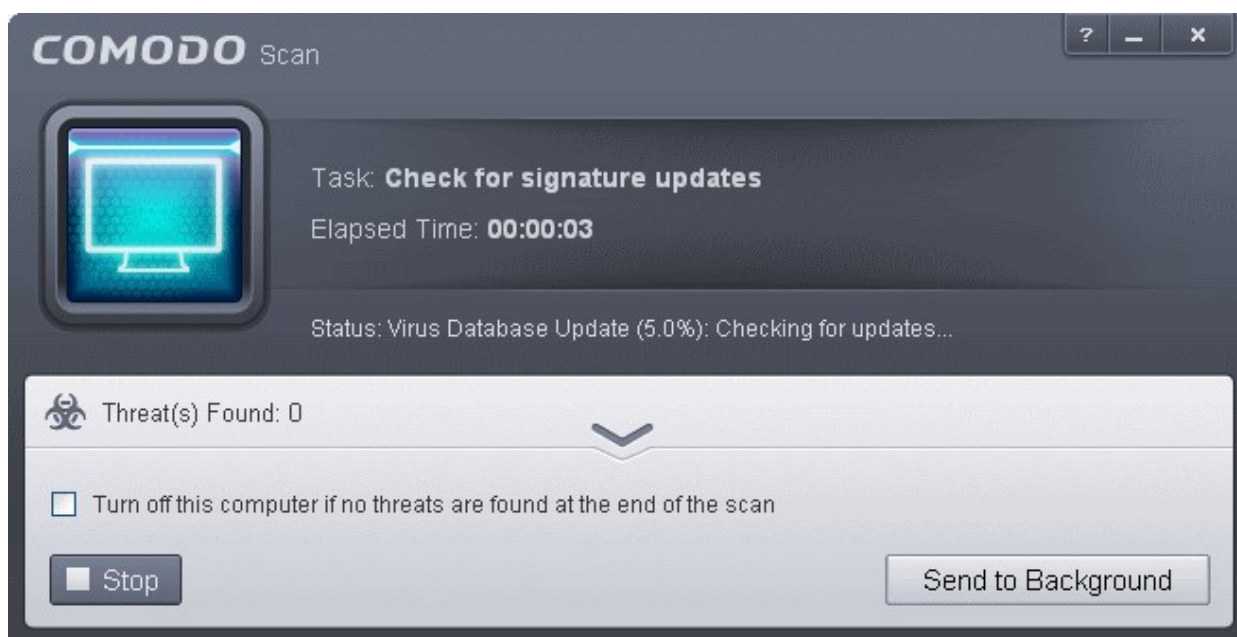 COMODO Scan
? _ x
Task: Check for signature updates
Elapsed Time: 00:00:03
Status: Virus Database Update (5.0%): Checking for updates...
Threat(s) Found: 0
Turn off this computer if no threats are found at the end of the scan
Stop
Send to Background